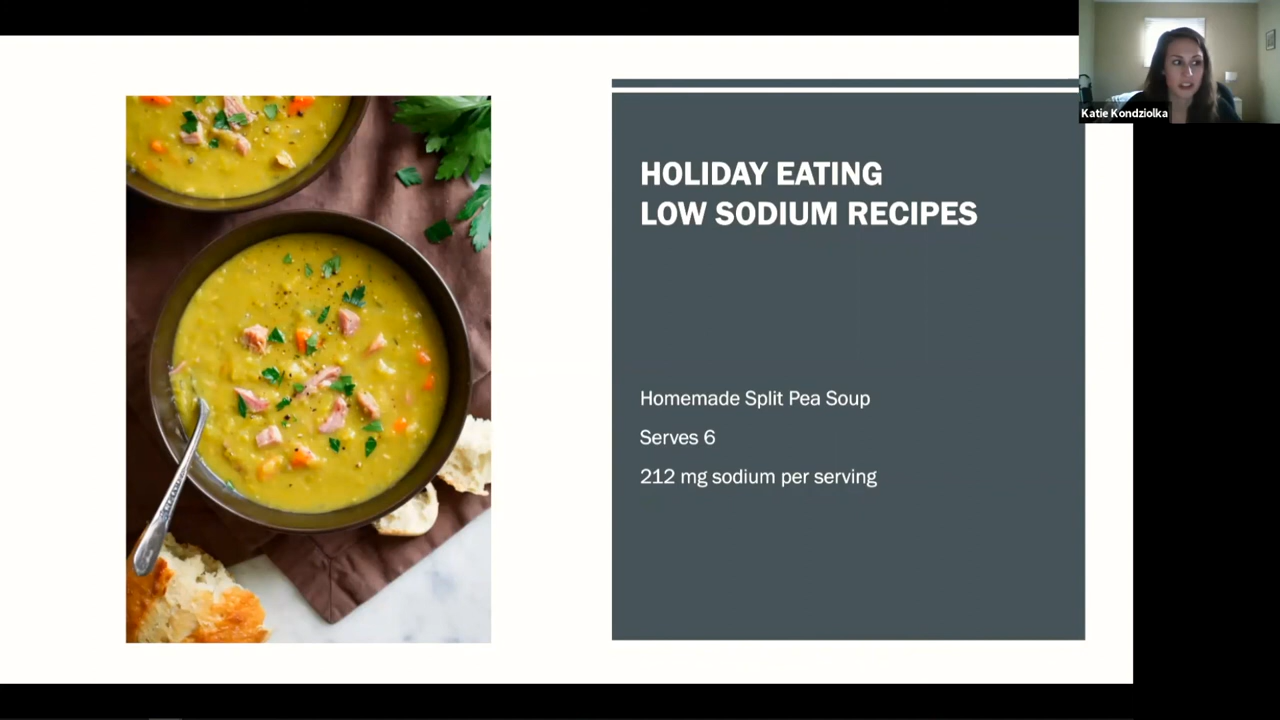 HOLIDAY EATING
LOW SODIUM RECIPES
Homemade Split Pea Soup
Serves 6
212 mg sodium per serving
Katie Kondziolka